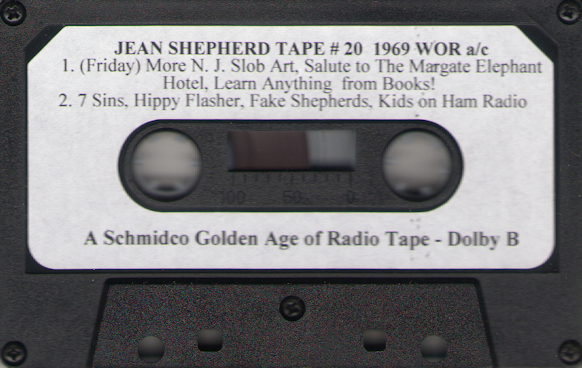 JEAN SHEPHERD TAPE # 20 1969 WOR a/c
1. (Friday) More N. J. Slob Art, Salute to The Margate Elephant
Hotel, Learn Anything from Books!
2. 7 Sins, Hippy Flasher, Fake Shepherds, Kids on Ham Radio
100 50 0
A Schmidco Golden Age of Radio Tape - Dolby B